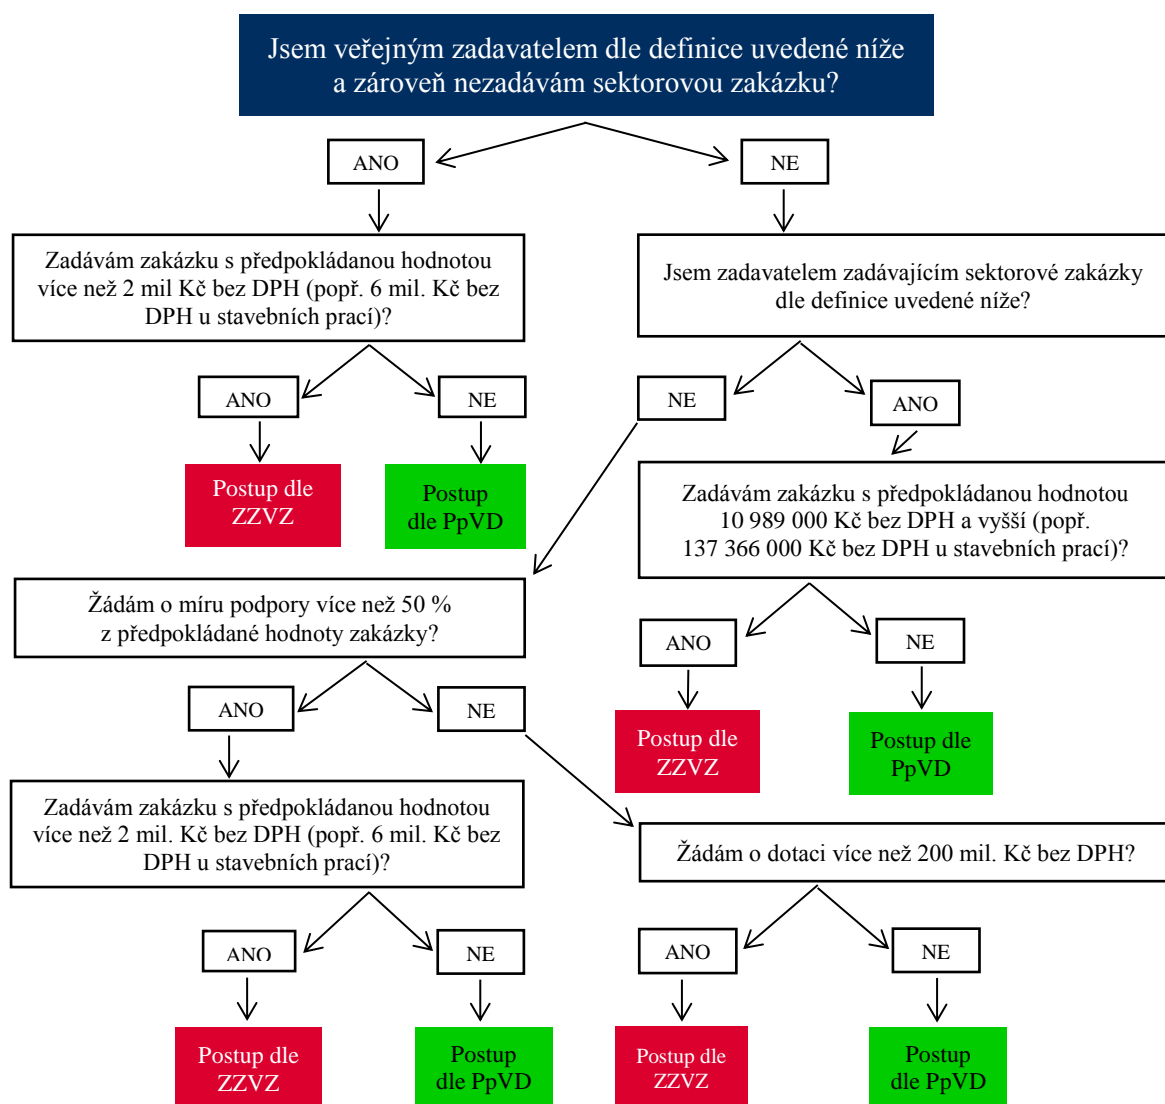 Jsem veřejným zadavatelem dle definice uvedené níže
a zároveň nezadávám sektorovou zakázku?
ANO
NE
Zadávám zakázku s předpokládanou hodnotou
více než 2 mil Kč bez DPH (popř. 6 mil. Kč bez
DPH u stavebních prací)?
Jsem zadavatelem zadávajícím sektorové zakázky
dle definice uvedené níže?
ANO
NE
NE
ANO
Postup dle
ZZVZ
Postup
dle PpVD
Zadávám zakázku s předpokládanou hodnotou
10 989 000 Kč bez DPH a vyšší (popř.
137 366 000 Kč bez DPH u stavebních prací)?
Žádám o míru podpory více než 50 %
z předpokládané hodnoty zakázky?
ANO
NE
ANO
NE
Postup dle
ZZVZ
Postup dle
PpVD
Zadávám zakázku s předpokládanou hodnotou
více než 2 mil. Kč bez DPH (popř. 6 mil. Kč bez
DPH u stavebních prací)?
Žádám o dotaci více než 200 mil. Kč bez DPH?
ANO
NE
ANO
NE
Postup dle
ZZVZ
Postup
dle PpVD
Postup dle
ZZVZ
Postup
dle PpVD